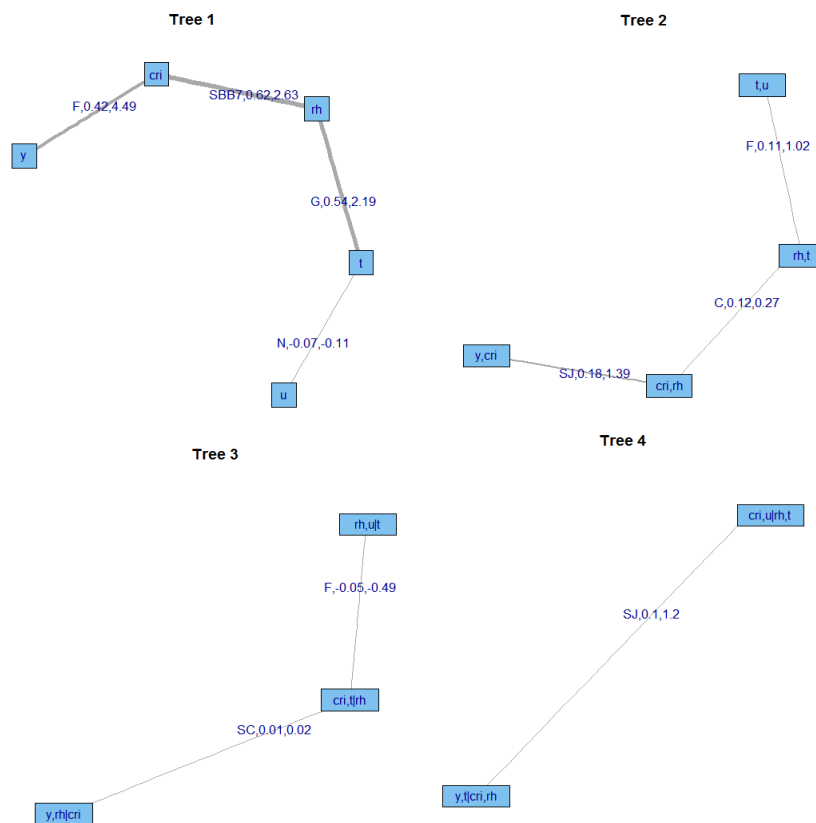 Tree 1
cri
F,0.42,4.49
SBB7,0.62,2.63
rh
y
G,0.54,2.19
t
N,-0.07,-0.11
u
Tree 2
t,u
F,0.11,1.02
rh,t
C,0.12,0.27
y,cri
SJ,0.18,1.39
cri,rh
Tree 3
rh,u|t
F,-0.05,-0.49
cri,t|rh
SC,0.01,0.02
y,rh|cri
Tree 4
cri,u|rh,t
SJ,0.1,1.2
y,t|cri,rh